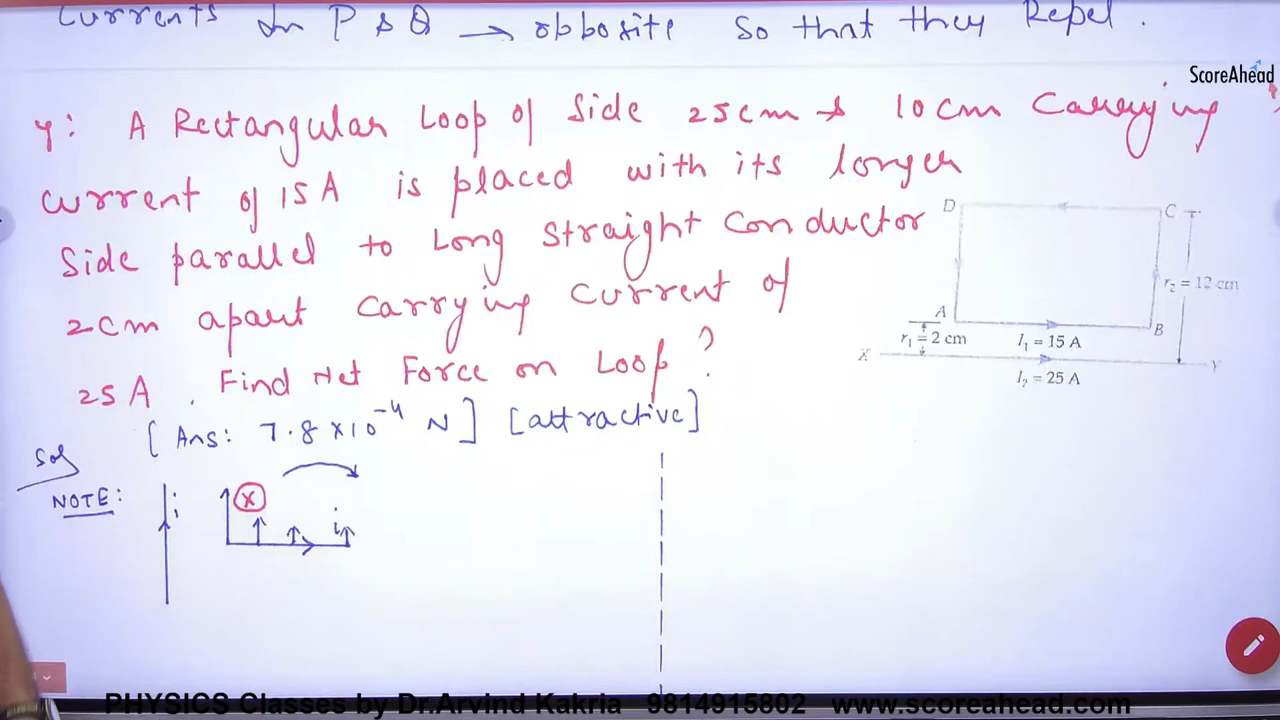 currents in P & Q → opposite so that they Repel.
ScoreAhead
4: A Rectangular Loop of Side 25cm & 10cm Carrying
current of 15A is placed with its longer
Side parallel to Long straight Conductor
2cm apart carrying current of
25A. Find Net Force on Loop?
[Ans: 7.8×10⁻⁴ N] [attractive]
D
C
r₂ = 12 cm
A
B
r₁ = 2 cm
I₁ = 15 A
X
Y
I₂ = 25 A
Sol
NOTE:
i
X
i
PHYSICS Classes by Dr.Arvind Kakria 9814915802 www.scoreahead.com